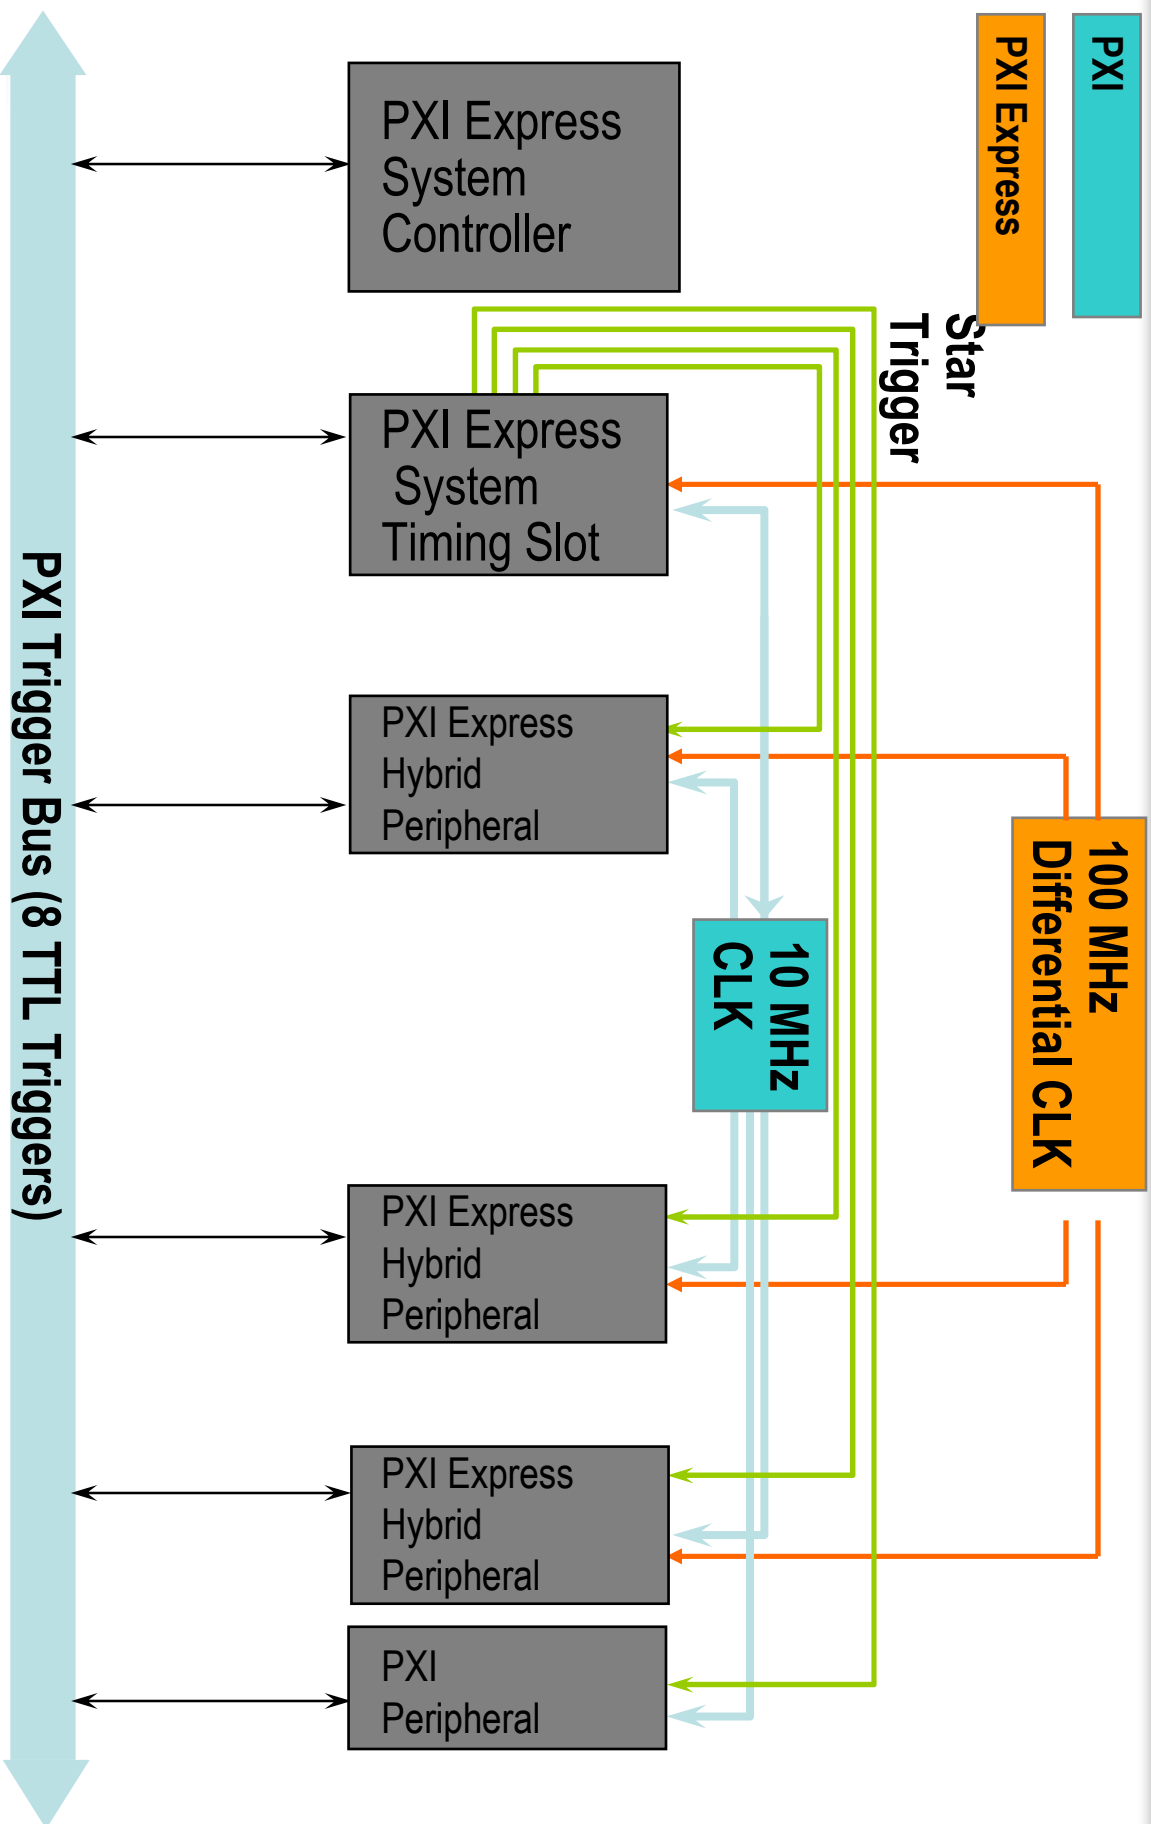 PXI
PXI Express
Star
Trigger
PXI Express
System
Controller
PXI Express
System
Timing Slot
PXI Express
Hybrid
Peripheral
100 MHz
Differential CLK
10 MHz
CLK
PXI Express
Hybrid
Peripheral
PXI Express
Hybrid
Peripheral
PXI
Peripheral
PXI Trigger Bus (8 TTL Triggers)